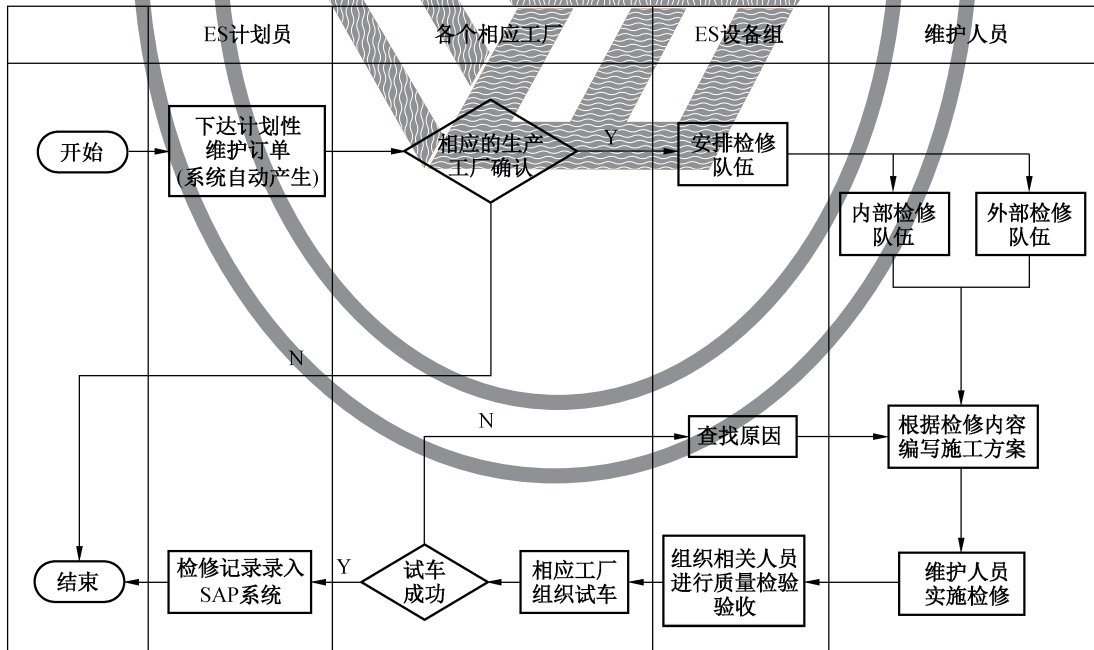 ES计划员
各个相应工厂
ES设备组
维护人员
开始
下达计划性
维护订单
(系统自动产生)
相应的生产
工厂确认
Y
安排检修
队伍
内部检修
队伍
外部检修
队伍
N
N
查找原因
根据检修内容
编写施工方案
结束
检修记录录入
SAP系统
Y
试车
成功
相应工厂
组织试车
组织相关人员
进行质量检验
验收
维护人员
实施检修